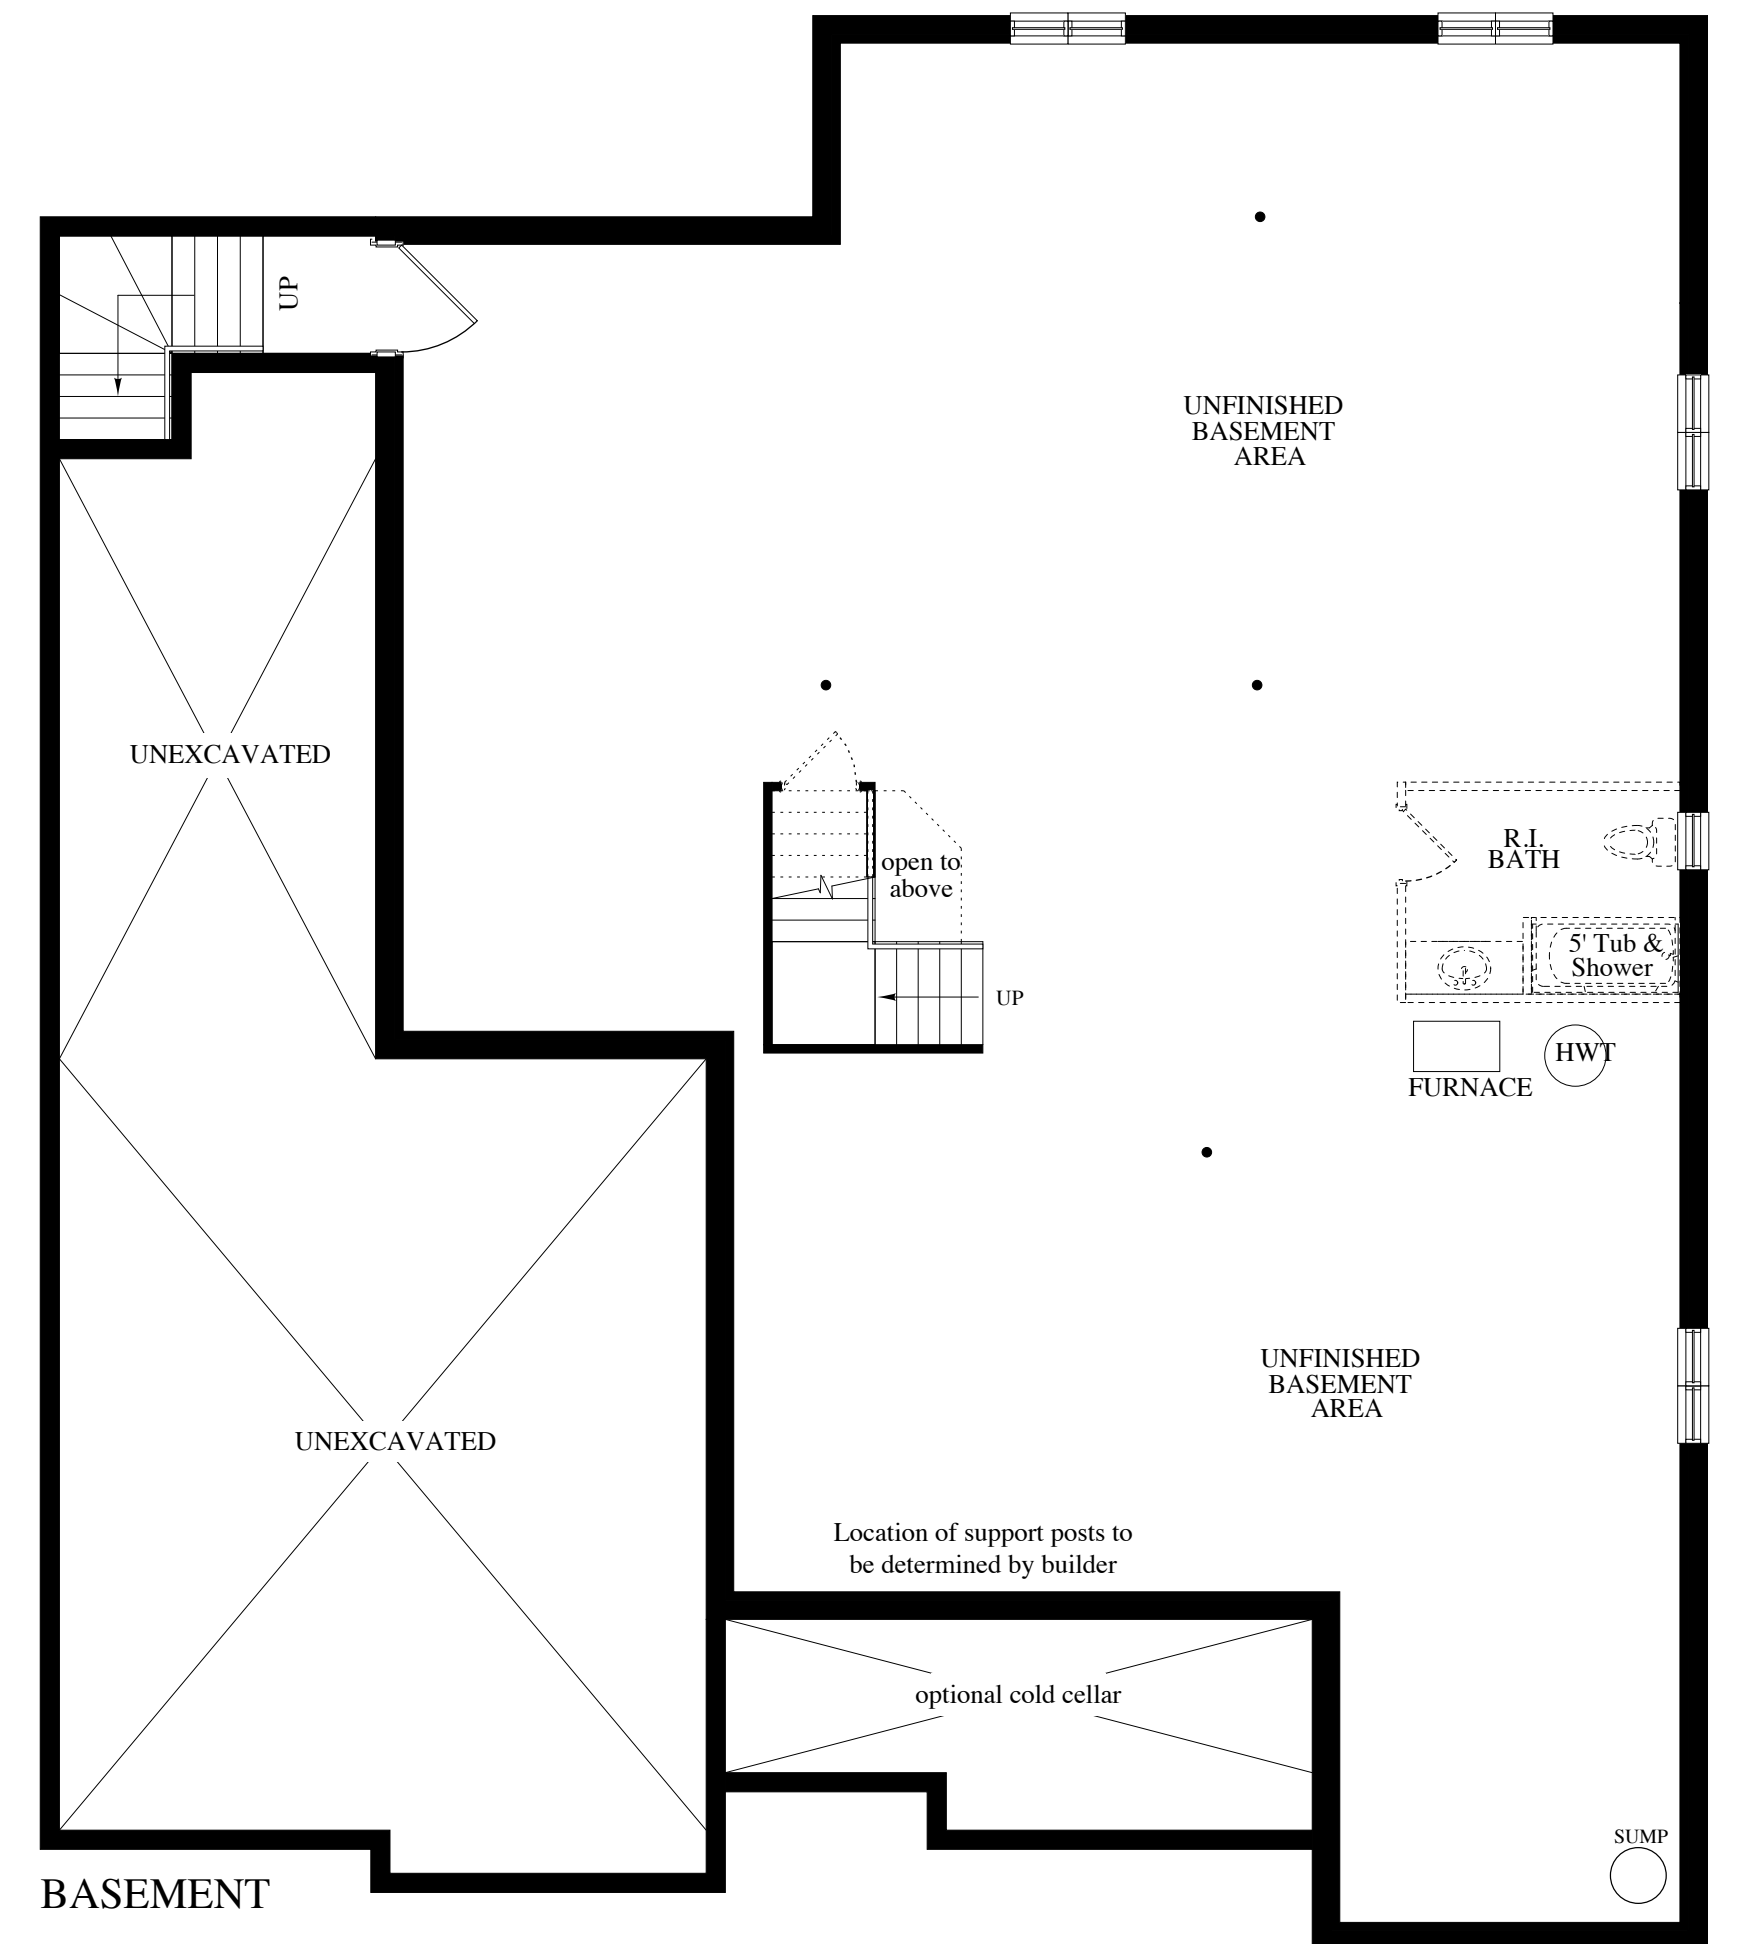 UP
UNFINISHED
BASEMENT
AREA
UNEXCAVATED
R.I.
BATH
open to
above
5' Tub &
Shower
UP
HWT
FURNACE
UNFINISHED
BASEMENT
AREA
UNEXCAVATED
Location of support posts to
be determined by builder
optional cold cellar
SUMP
BASEMENT